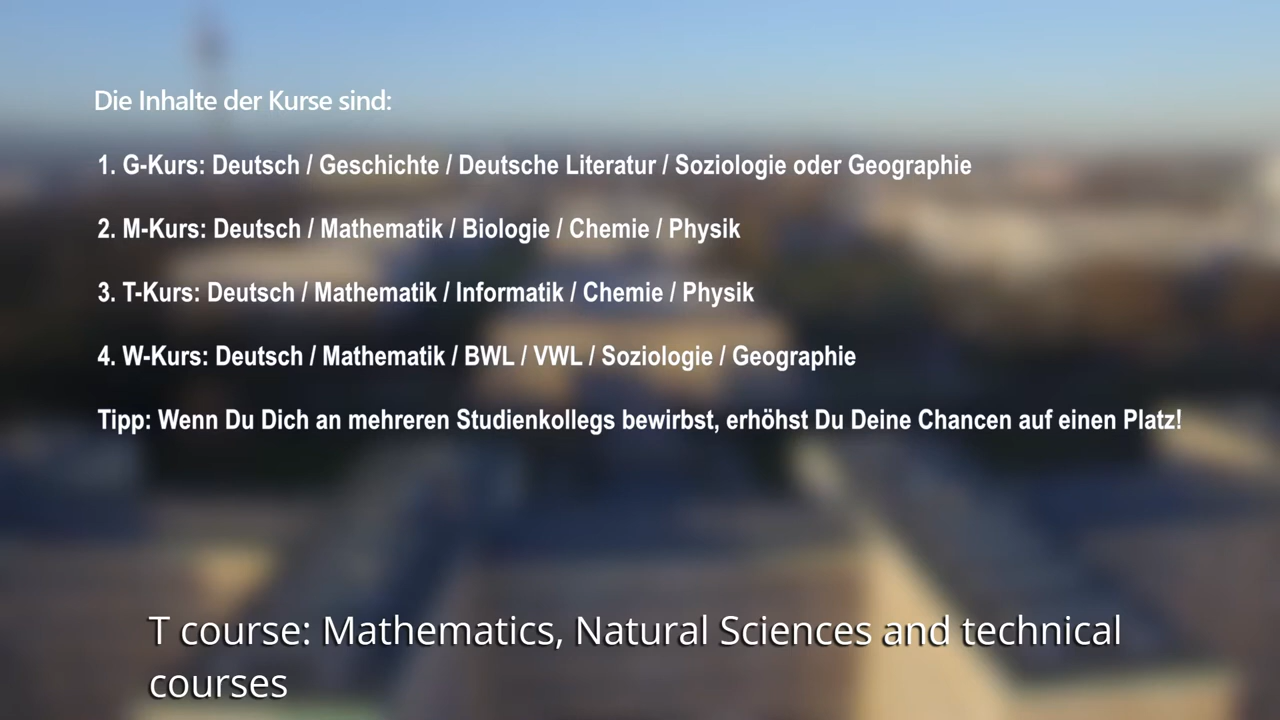 Die Inhalte der Kurse sind:
1. G-Kurs: Deutsch / Geschichte / Deutsche Literatur / Soziologie oder Geographie
2. M-Kurs: Deutsch / Mathematik / Biologie / Chemie / Physik
3. T-Kurs: Deutsch / Mathematik / Informatik / Chemie / Physik
4. W-Kurs: Deutsch / Mathematik / BWL / VWL / Soziologie / Geographie
Tipp: Wenn Du Dich an mehreren Studienkollegs bewirbst, erhöhst Du Deine Chancen auf einen Platz!
T course: Mathematics, Natural Sciences and technical
courses